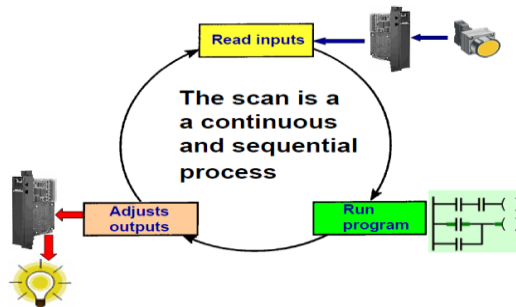 Read inputs
The scan is a
a continuous
and sequential
process
Adjusts
outputs
Run
program